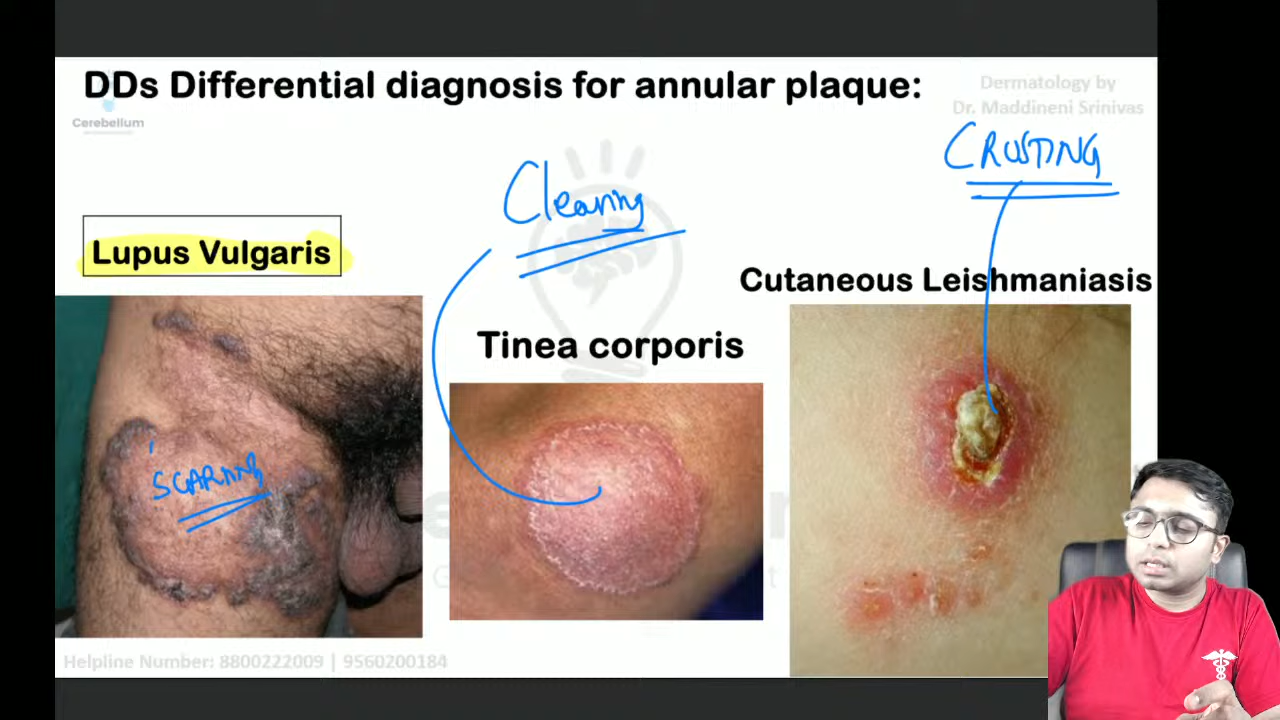 DDs Differential diagnosis for annular plaque:
Dermatology by
Dr. Maddineni Srinivas
Cerebellum
CRUSTING
Clearing
Lupus Vulgaris
Cutaneous Leishmaniasis
Tinea corporis
SCARRING
Helpline Number: 8800222009 | 9560200184